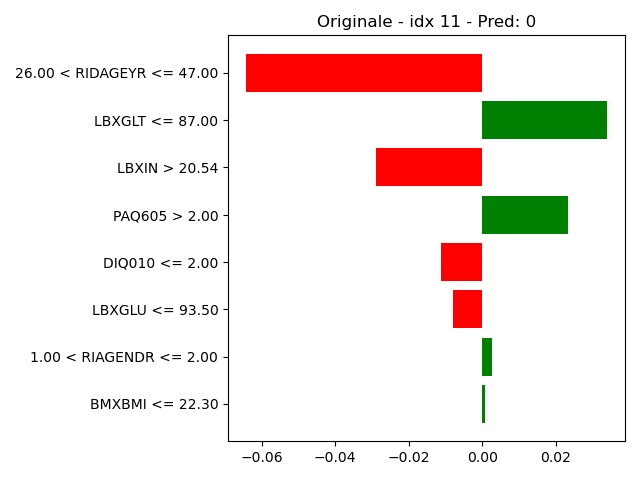 Originale - idx 11 - Pred: 0
26.00 < RIDAGEYR <= 47.00
LBXGLT <= 87.00
LBXIN > 20.54
PAQ605 > 2.00
DIQ010 <= 2.00
LBXGLU <= 93.50
1.00 < RIAGENDR <= 2.00
BMXBMI <= 22.30
−0.06 −0.04 −0.02 0.00 0.02